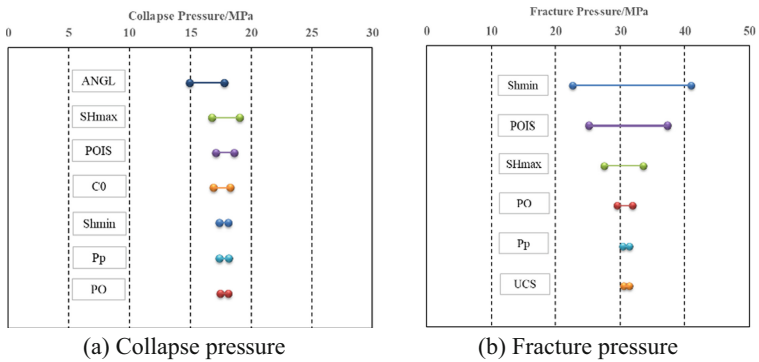 Collapse Pressure/MPa
0 5 10 15 20 25 30
ANGL
SHmax
POIS
C0
Shmin
Pp
PO
(a) Collapse pressure
Fracture Pressure/MPa
0 10 20 30 40 50
Shmin
POIS
SHmax
PO
Pp
UCS
(b) Fracture pressure